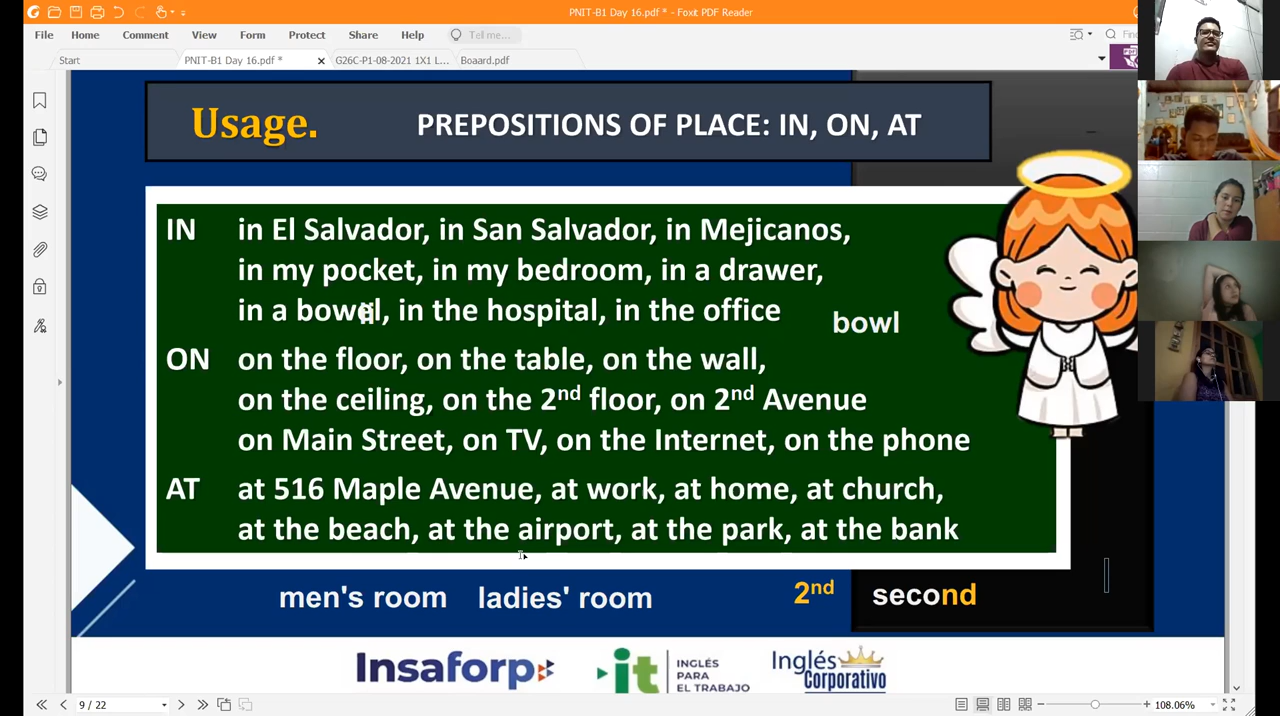 PNIT-B1 Day 16.pdf * - Foxit PDF Reader
File Home Comment View Form Protect Share Help Tell me... Find
Start PNIT-B1 Day 16.pdf * G26C-P1-08-2021 1X1 L... Boaard.pdf
Usage. PREPOSITIONS OF PLACE: IN, ON, AT
IN in El Salvador, in San Salvador, in Mejicanos,
in my pocket, in my bedroom, in a drawer,
in a bowel, in the hospital, in the office
bowl
ON on the floor, on the table, on the wall,
on the ceiling, on the 2nd floor, on 2nd Avenue
on Main Street, on TV, on the Internet, on the phone
AT at 516 Maple Avenue, at work, at home, at church,
at the beach, at the airport, at the park, at the bank
men's room ladies' room 2nd second
Insaforp it INGLÉS PARA EL TRABAJO Inglés Corporativo
9 / 22 108.06%